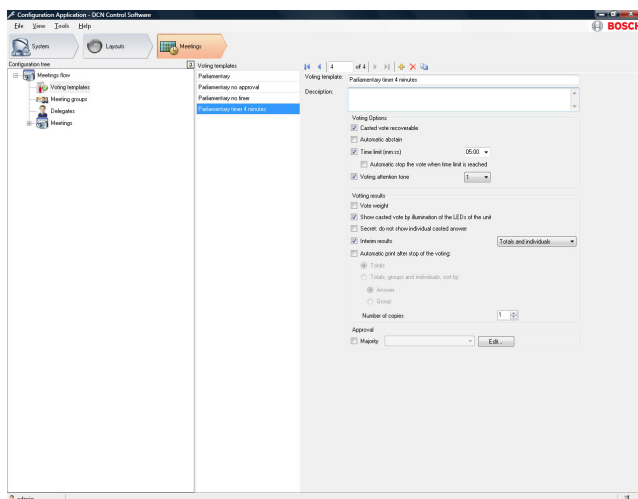 Configuration Application - DCN Control Software
File View Tools Help
BOSCH
System
Layouts
Meetings
Configuration tree
Meetings flow
Voting templates
Meeting groups
Delegates
Meetings
Voting templates
Parliamentary
Parliamentary no approval
Parliamentary no timer
Parliamentary timer 4 minutes
4 of 4
Voting template: Parliamentary timer 4 minutes
Description:
Voting Options
Casted vote recoverable
Automatic abstain
Time limit (mm:ss) 05:00
Automatic stop the vote when time limit is reached
Voting attention tone 1
Votting results
Vote weight
Show casted vote by illumination of the LEDs of the unit
Secret: do not show individual casted answer
Interim results Totals and individuals
Automatic print after stop of the voting:
Totals
Totals, groups and individuals, sort by
Answer
Group
Number of copies 1
Approval
Majority Edit...
admin